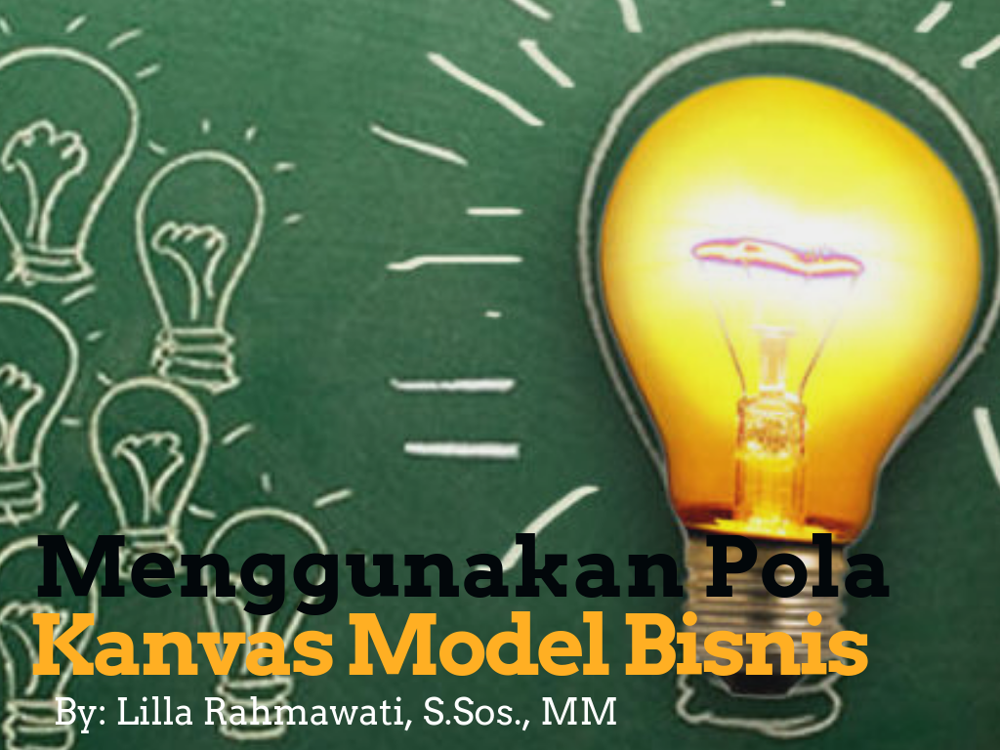 Menggunakan Pola
Kanvas Model Bisnis
By: Lilla Rahmawati, S.Sos., MM